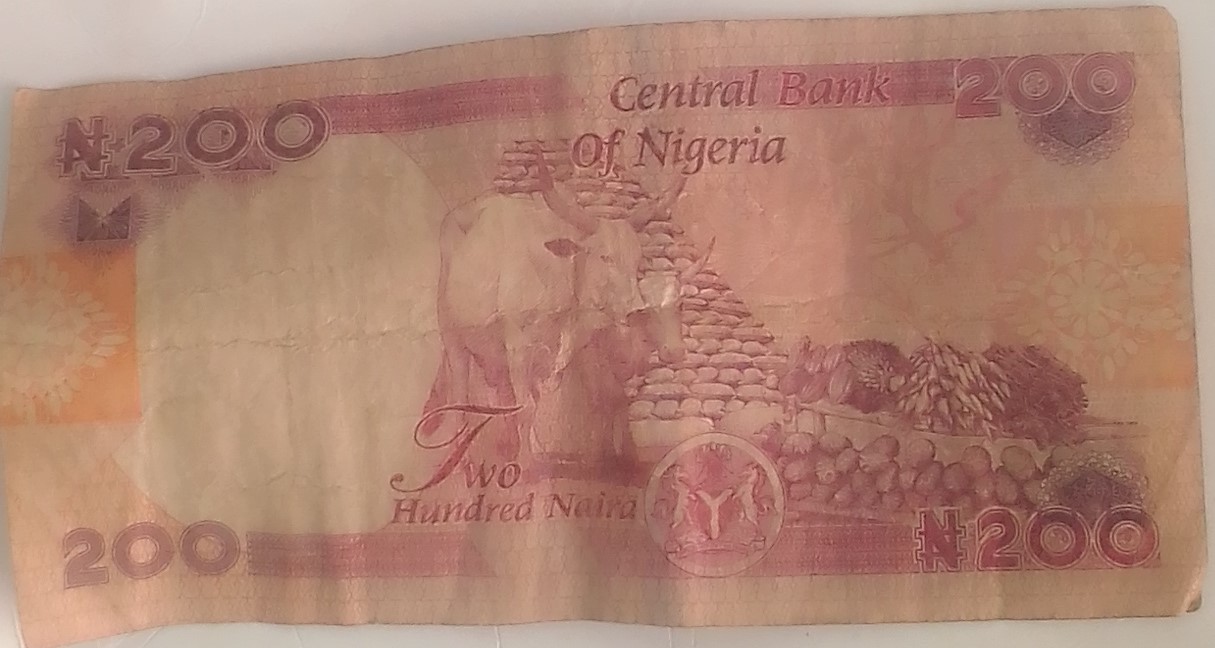 ₦200
Central Bank
200
Of Nigeria
Two
Hundred Naira
200
₦200